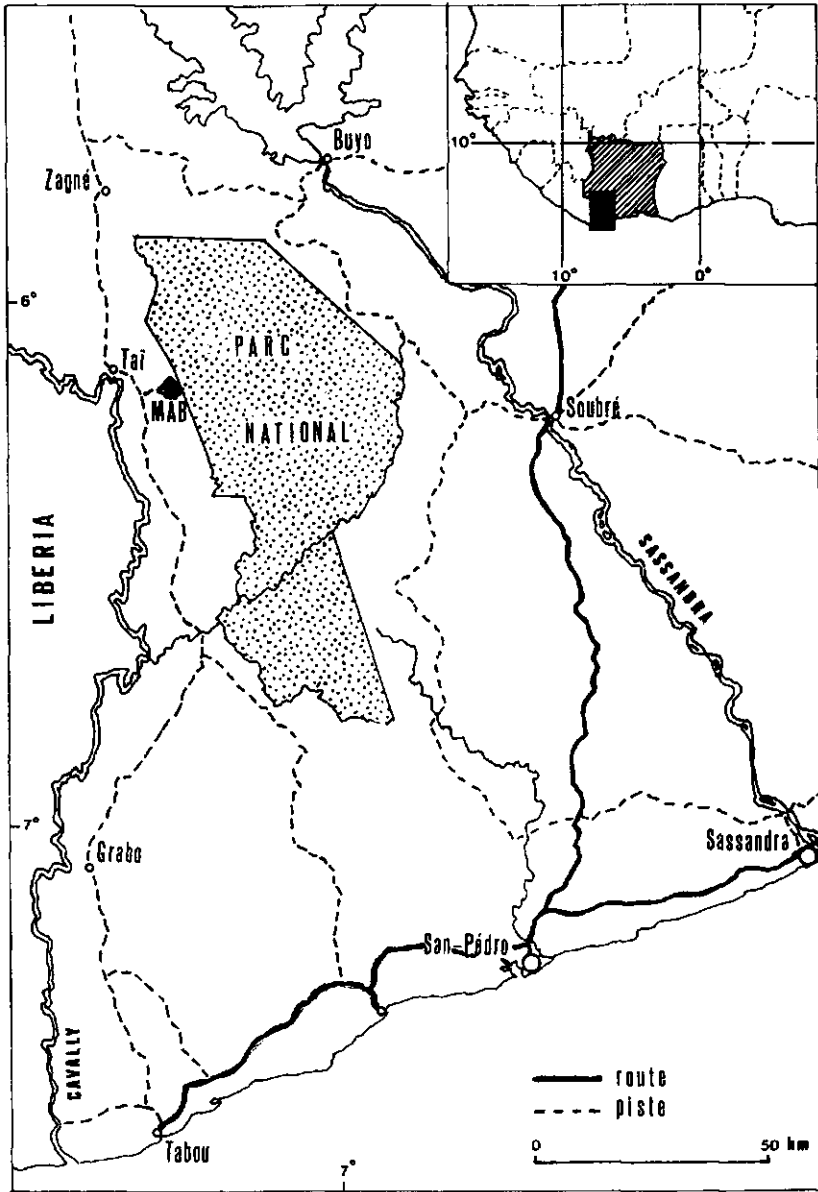 Buyo
10°
Zagné
10°
0°
6°
PARC
Taï
MAB
NATIONAL
Soubré
LIBERIA
SASSANDRA
7°
Grabo
Sassandra
San-Pédro
CAVALLY
route
piste
0 50 km
Tabou
7°